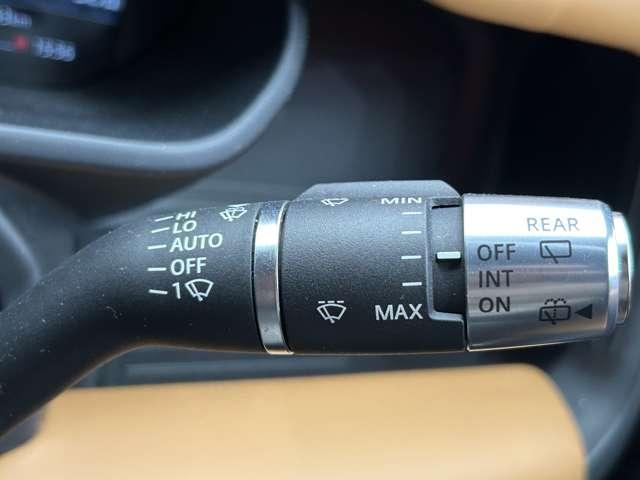 HI
LO
AUTO
OFF
1
MIN
MAX
REAR
OFF
INT
ON